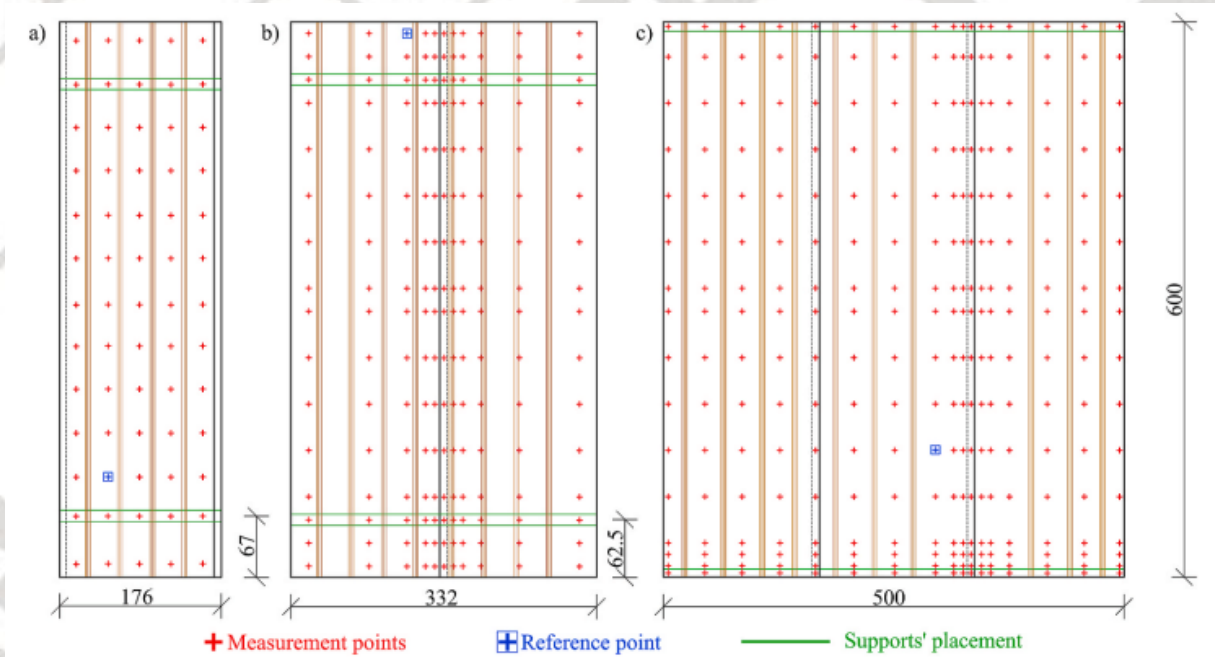 a)
b)
c)
67
62.5
600
176
332
500
Measurement points
Reference point
Supports' placement